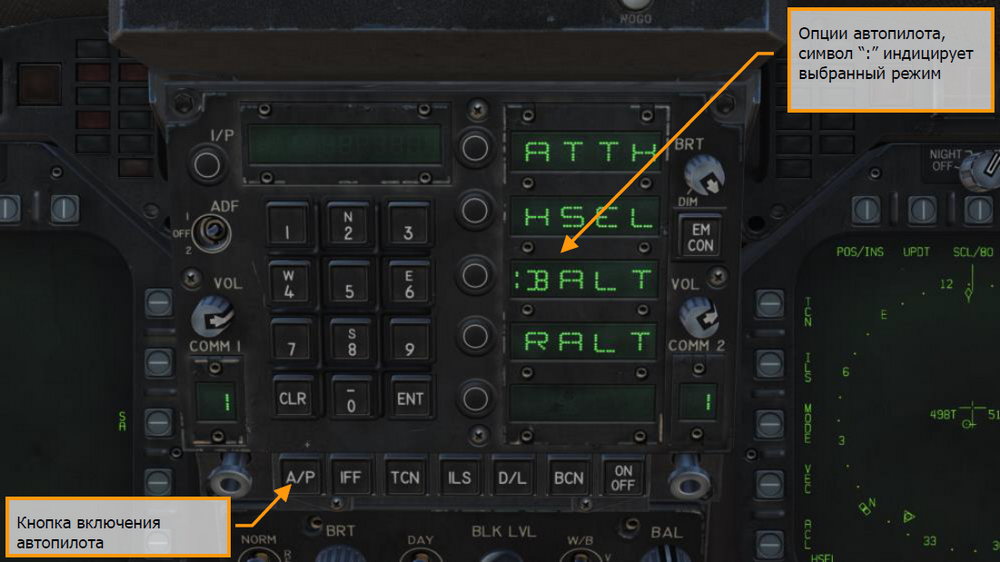 NOGO
Опции автопилота,
символ “:” индицирует
выбранный режим
I/P
ATTH
BRT
DIM
NIGHT
OFF
ADF
1
OFF
2
HSEL
EM
CON
1
N
2
3
POS/INS UPDT SCL/80
W
4
5
E
6
:BALT
VOL
VOL
12
E
TCN
COMM 1
7
S
8
9
RALT
COMM 2
ILS
6
1
CLR
–
0
ENT
1
MODE
498T 51
SA
3
VEC
A/P IFF TCN ILS D/L BCN ON
OFF
N
33
ACL
HSEL
Кнопка включения
автопилота
BRT
BLK LVL
BAL
NORM
DAY
W/B